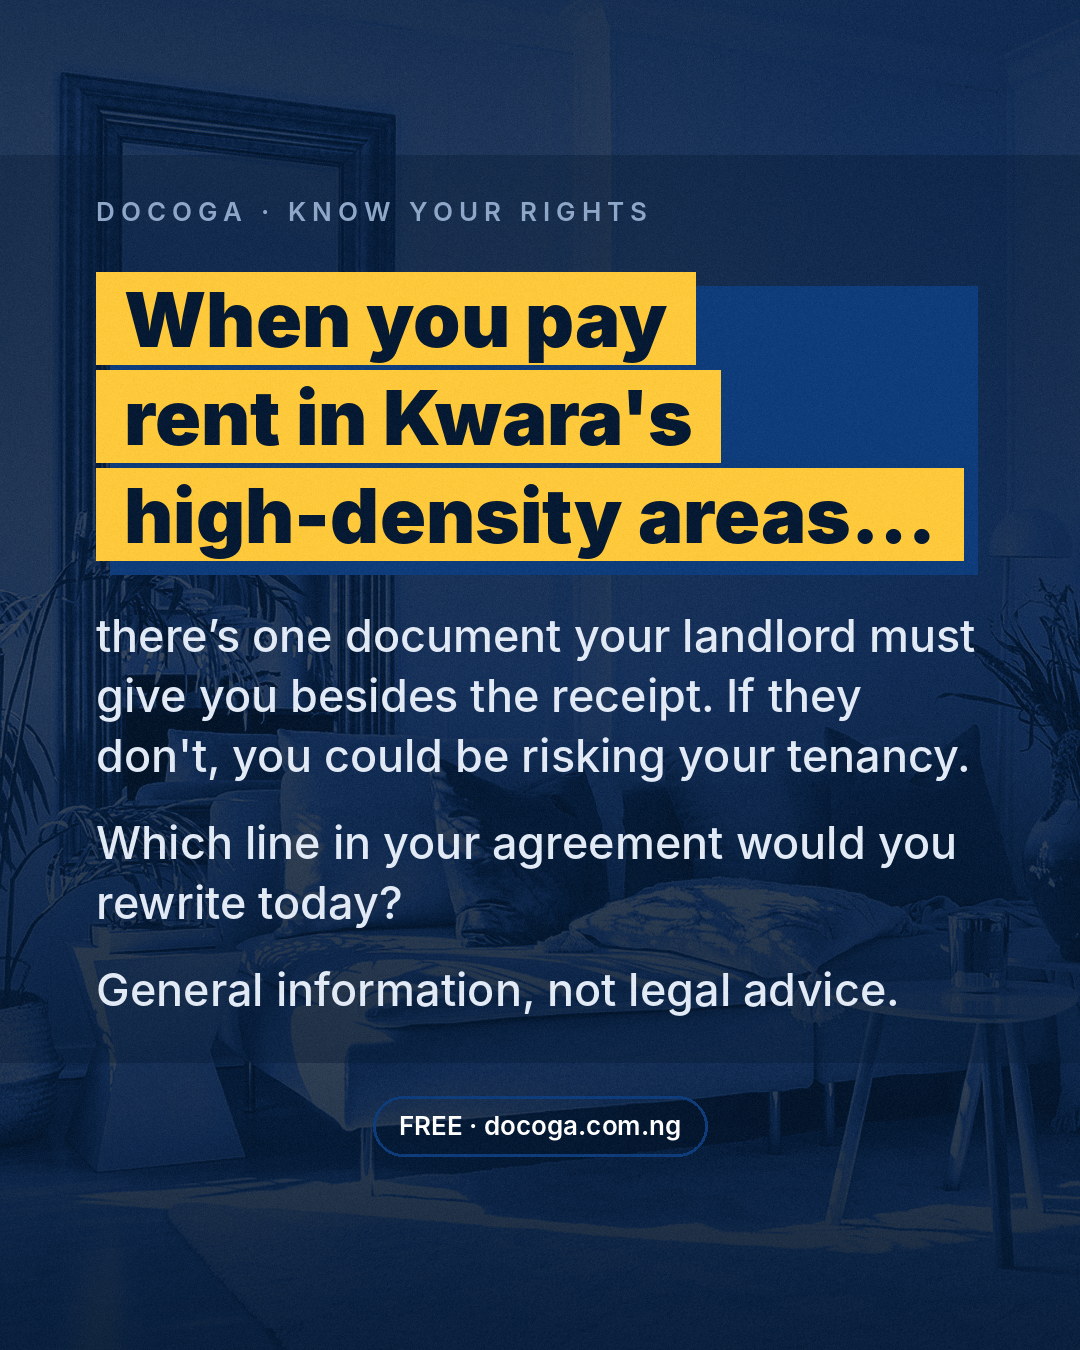 DOCOGA · KNOW YOUR RIGHTS
When you pay
rent in Kwara's
high-density areas...
there’s one document your landlord must
give you besides the receipt. If they
don't, you could be risking your tenancy.
Which line in your agreement would you
rewrite today?
General information, not legal advice.
FREE · docoga.com.ng